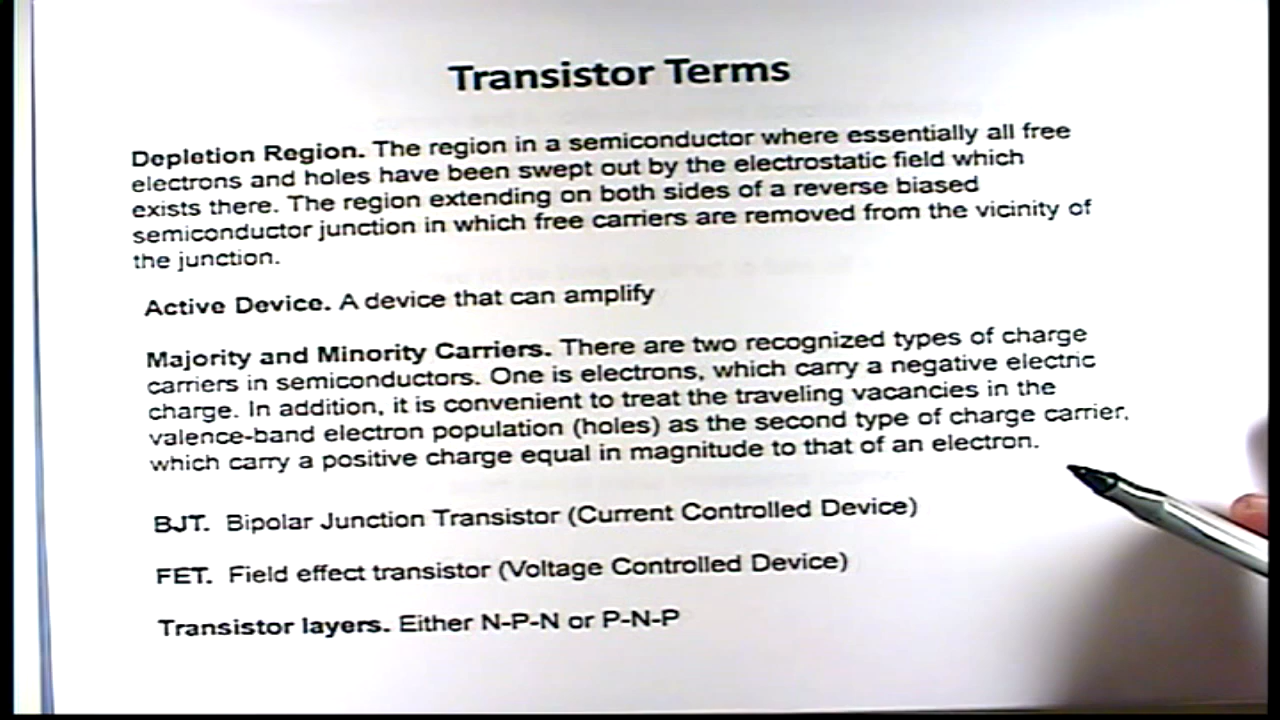 Transistor Terms
Depletion Region. The region in a semiconductor where essentially all free
electrons and holes have been swept out by the electrostatic field which
exists there. The region extending on both sides of a reverse biased
semiconductor junction in which free carriers are removed from the vicinity of
the junction.
Active Device. A device that can amplify
Majority and Minority Carriers. There are two recognized types of charge
carriers in semiconductors. One is electrons, which carry a negative electric
charge. In addition, it is convenient to treat the traveling vacancies in the
valence-band electron population (holes) as the second type of charge carrier,
which carry a positive charge equal in magnitude to that of an electron.
BJT. Bipolar Junction Transistor (Current Controlled Device)
FET. Field effect transistor (Voltage Controlled Device)
Transistor layers. Either N-P-N or P-N-P